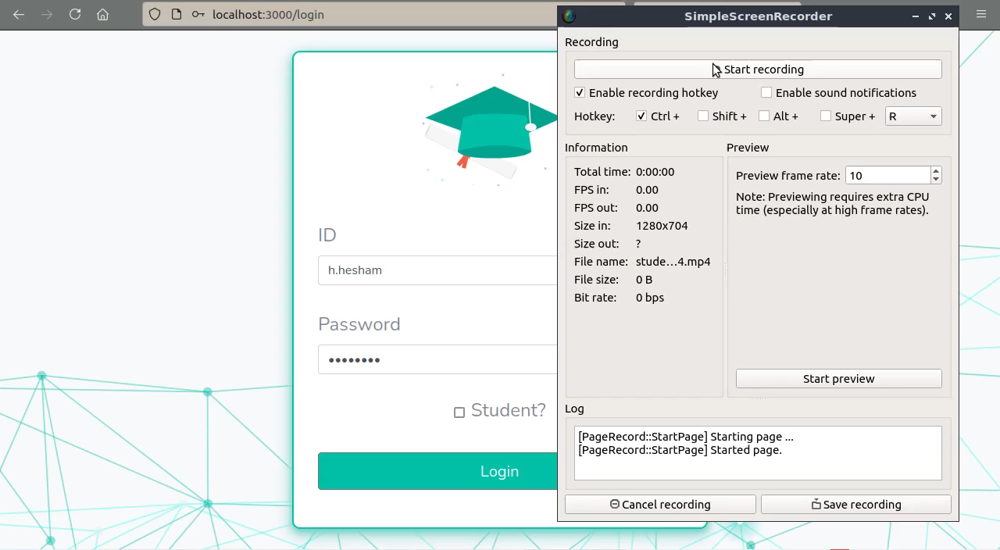 localhost:3000/login
SimpleScreenRecorder
Recording
Start recording
Enable recording hotkey
Enable sound notifications
Hotkey:
Ctrl +
Shift +
Alt +
Super +
R
Information
Total time: 0:00:00
FPS in: 0.00
FPS out: 0.00
Size in: 1280x704
Size out: ?
File name: stude...4.mp4
File size: 0 B
Bit rate: 0 bps
Preview
Preview frame rate: 10
Note: Previewing requires extra CPU
time (especially at high frame rates).
Start preview
Log
[PageRecord::StartPage] Starting page ...
[PageRecord::StartPage] Started page.
Cancel recording
Save recording
ID
h.hesham
Password
••••••••
Student?
Login